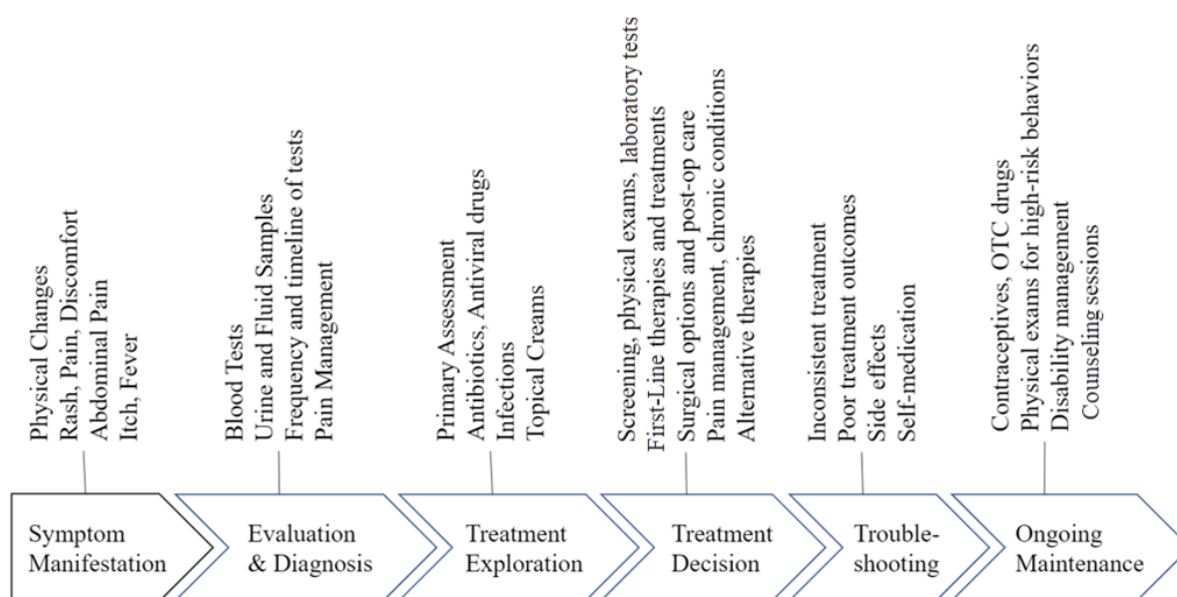 Physical Changes
Rash, Pain, Discomfort
Abdominal Pain
Itch, Fever
Blood Tests
Urine and Fluid Samples
Frequency and timeline of tests
Pain Management
Primary Assessment
Antibiotics, Antiviral drugs
Infections
Topical Creams
Screening, physical exams, laboratory tests
First-Line therapies and treatments
Surgical options and post-op care
Pain management, chronic conditions
Alternative therapies
Inconsistent treatment
Poor treatment outcomes
Side effects
Self-medication
Contraceptives, OTC drugs
Physical exams for high-risk behaviors
Disability management
Counseling sessions
Symptom
Manifestation
Evaluation
& Diagnosis
Treatment
Exploration
Treatment
Decision
Trouble-
shooting
Ongoing
Maintenance